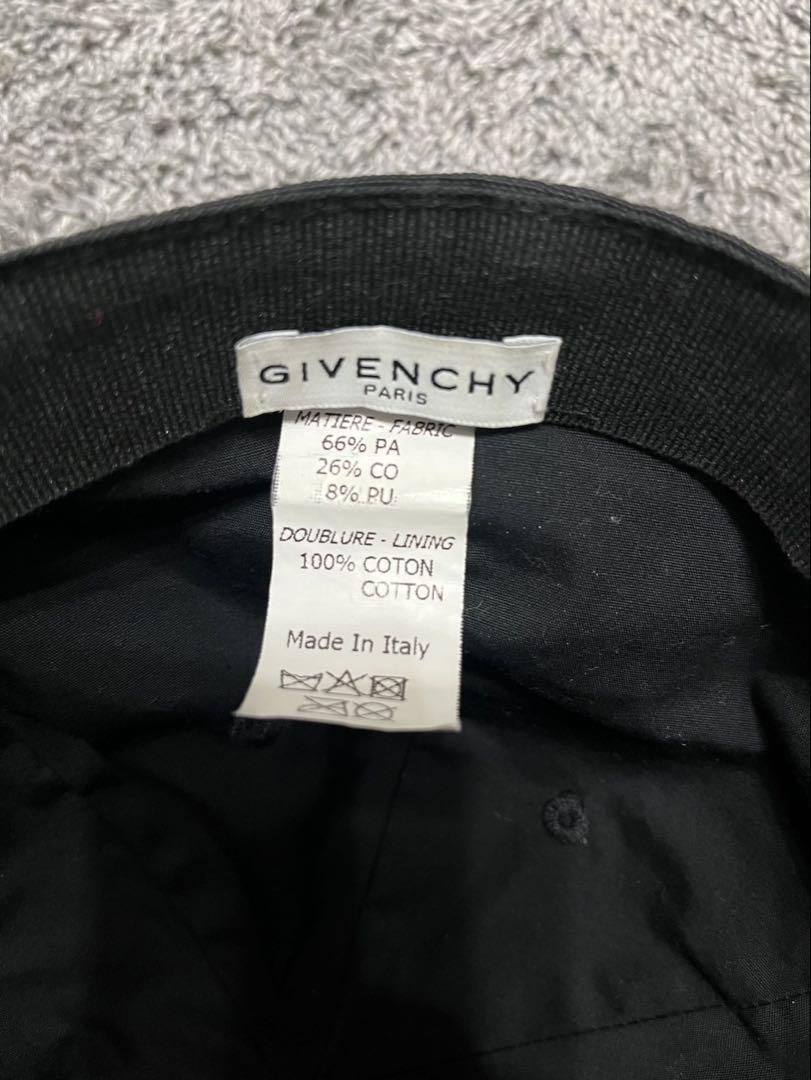 GIVENCHY
PARIS
MATIERE - FABRIC
66% PA
26% CO
8% PU
DOUBLURE - LINING
100% COTON
COTTON
Made In Italy